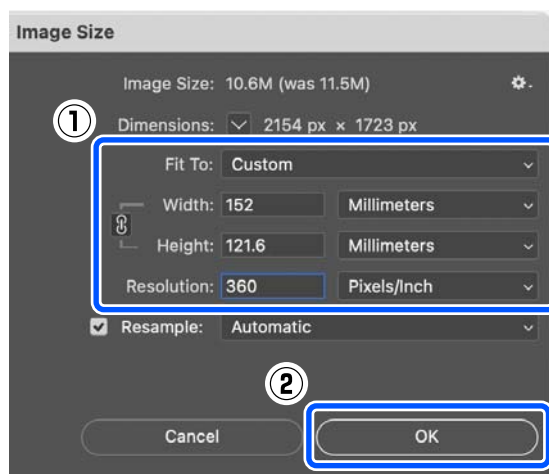 Image Size
Image Size: 10.6M (was 11.5M)
① Dimensions: 2154 px × 1723 px
Fit To: Custom
Width: 152 Millimeters
Height: 121.6 Millimeters
Resolution: 360 Pixels/Inch
Resample: Automatic
②
Cancel OK